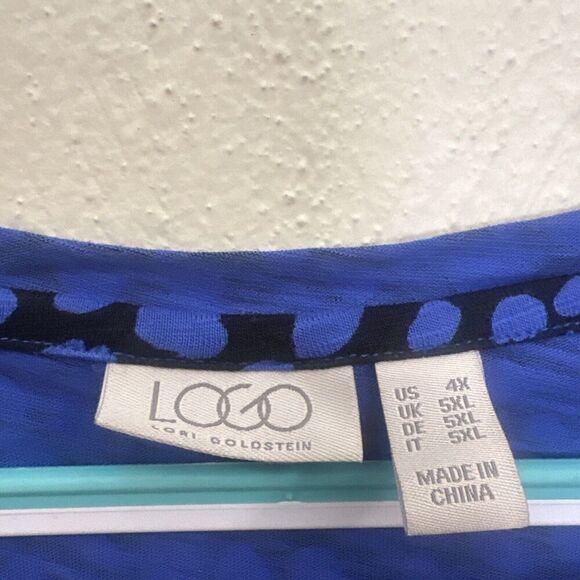 LOGO
LORI GOLDSTEIN
US 4X
UK 5XL
DE 5XL
IT 5XL
MADE IN
CHINA